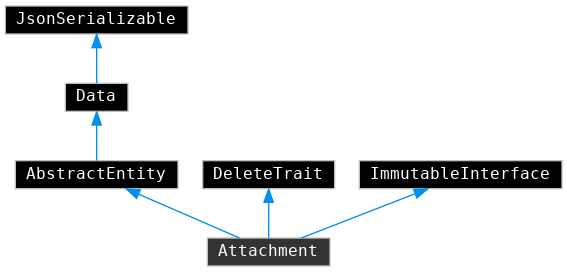 JsonSerializable
Data
AbstractEntity
DeleteTrait
ImmutableInterface
Attachment